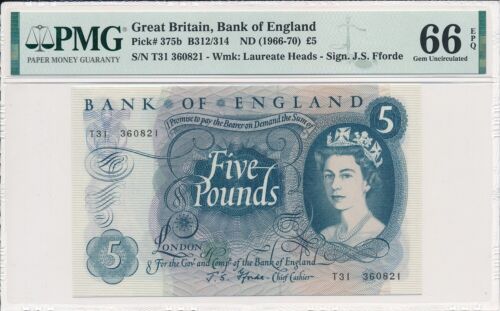 PMG
PAPER MONEY GUARANTY
Great Britain, Bank of England
Pick# 375b B312/314 ND (1966-70) £5
S/N T31 360821 - Wmk: Laureate Heads - Sign. J.S. Fforde
66 EPQ
Gem Uncirculated
BANK OF ENGLAND
Promise to pay the Bearer on Demand the Sum of
5
T31 360821
Five
Pounds
LONDON
5
For the Govr and Compa of the Bank of England
J. S. Fforde - Chief Cashier
T31 360821